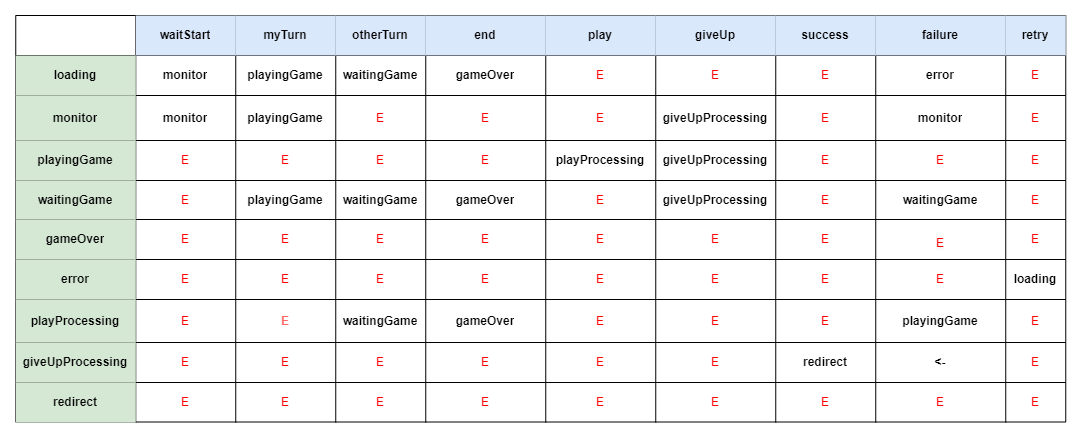 waitStart myTurn otherTurn end play giveUp success failure retry
loading monitor playingGame waitingGame gameOver E E E error E
monitor monitor playingGame E E E giveUpProcessing E monitor E
playingGame E E E E playProcessing giveUpProcessing E E E
waitingGame E playingGame waitingGame gameOver E giveUpProcessing E waitingGame E
gameOver E E E E E E E E E
error E E E E E E E E loading
playProcessing E E waitingGame gameOver E E E playingGame E
giveUpProcessing E E E E E E redirect <- E
redirect E E E E E E E E E